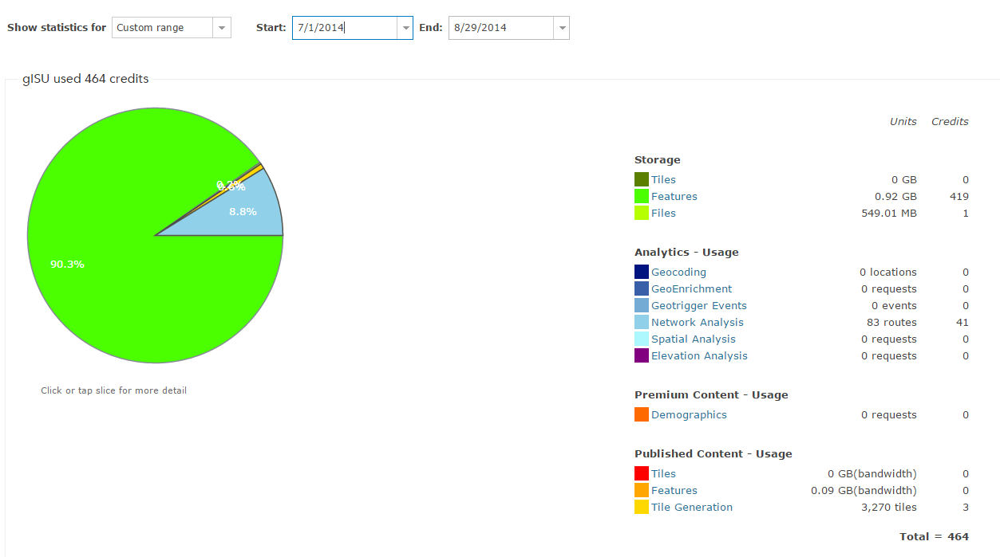 Show statistics for Custom range Start: 7/1/2014 End: 8/29/2014
gISU used 464 credits
8.8%
90.3%
Click or tap slice for more detail
Units Credits
Storage
Tiles 0 GB 0
Features 0.92 GB 419
Files 549.01 MB 1
Analytics - Usage
Geocoding 0 locations 0
GeoEnrichment 0 requests 0
Geotrigger Events 0 events 0
Network Analysis 83 routes 41
Spatial Analysis 0 requests 0
Elevation Analysis 0 requests 0
Premium Content - Usage
Demographics 0 requests 0
Published Content - Usage
Tiles 0 GB(bandwidth) 0
Features 0.09 GB(bandwidth) 0
Tile Generation 3,270 tiles 3
Total = 464